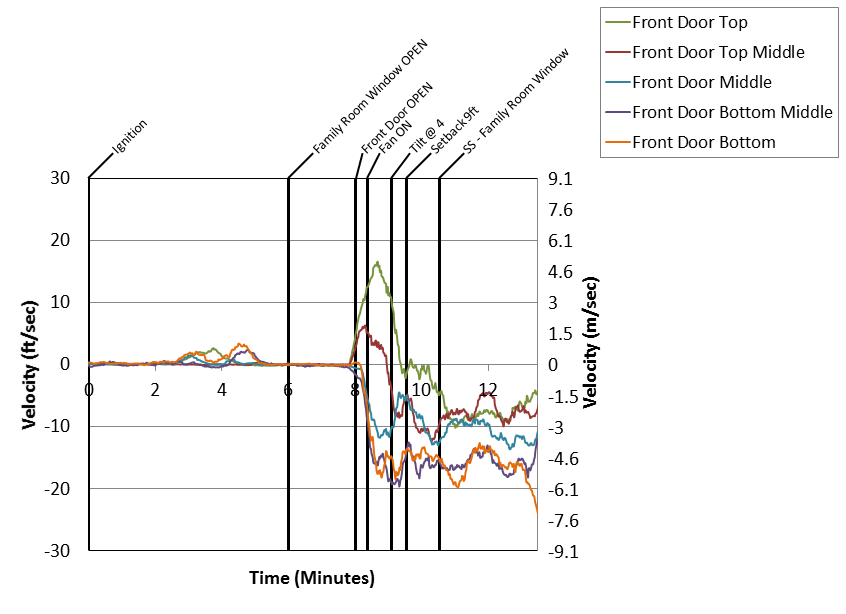 Front Door Top
Front Door Top Middle
Front Door Middle
Front Door Bottom Middle
Front Door Bottom
Ignition
Family Room Window OPEN
Front Door OPEN
Fan ON
Tilt @ 4
Setback 9ft
SS - Family Room Window
30
20
10
0
-10
-20
-30
9.1
7.6
6.1
4.6
3
1.5
0
-1.5
-3
-4.6
-6.1
-7.6
-9.1
0
2
4
6
8
10
12
Velocity (ft/sec)
Velocity (m/sec)
Time (Minutes)